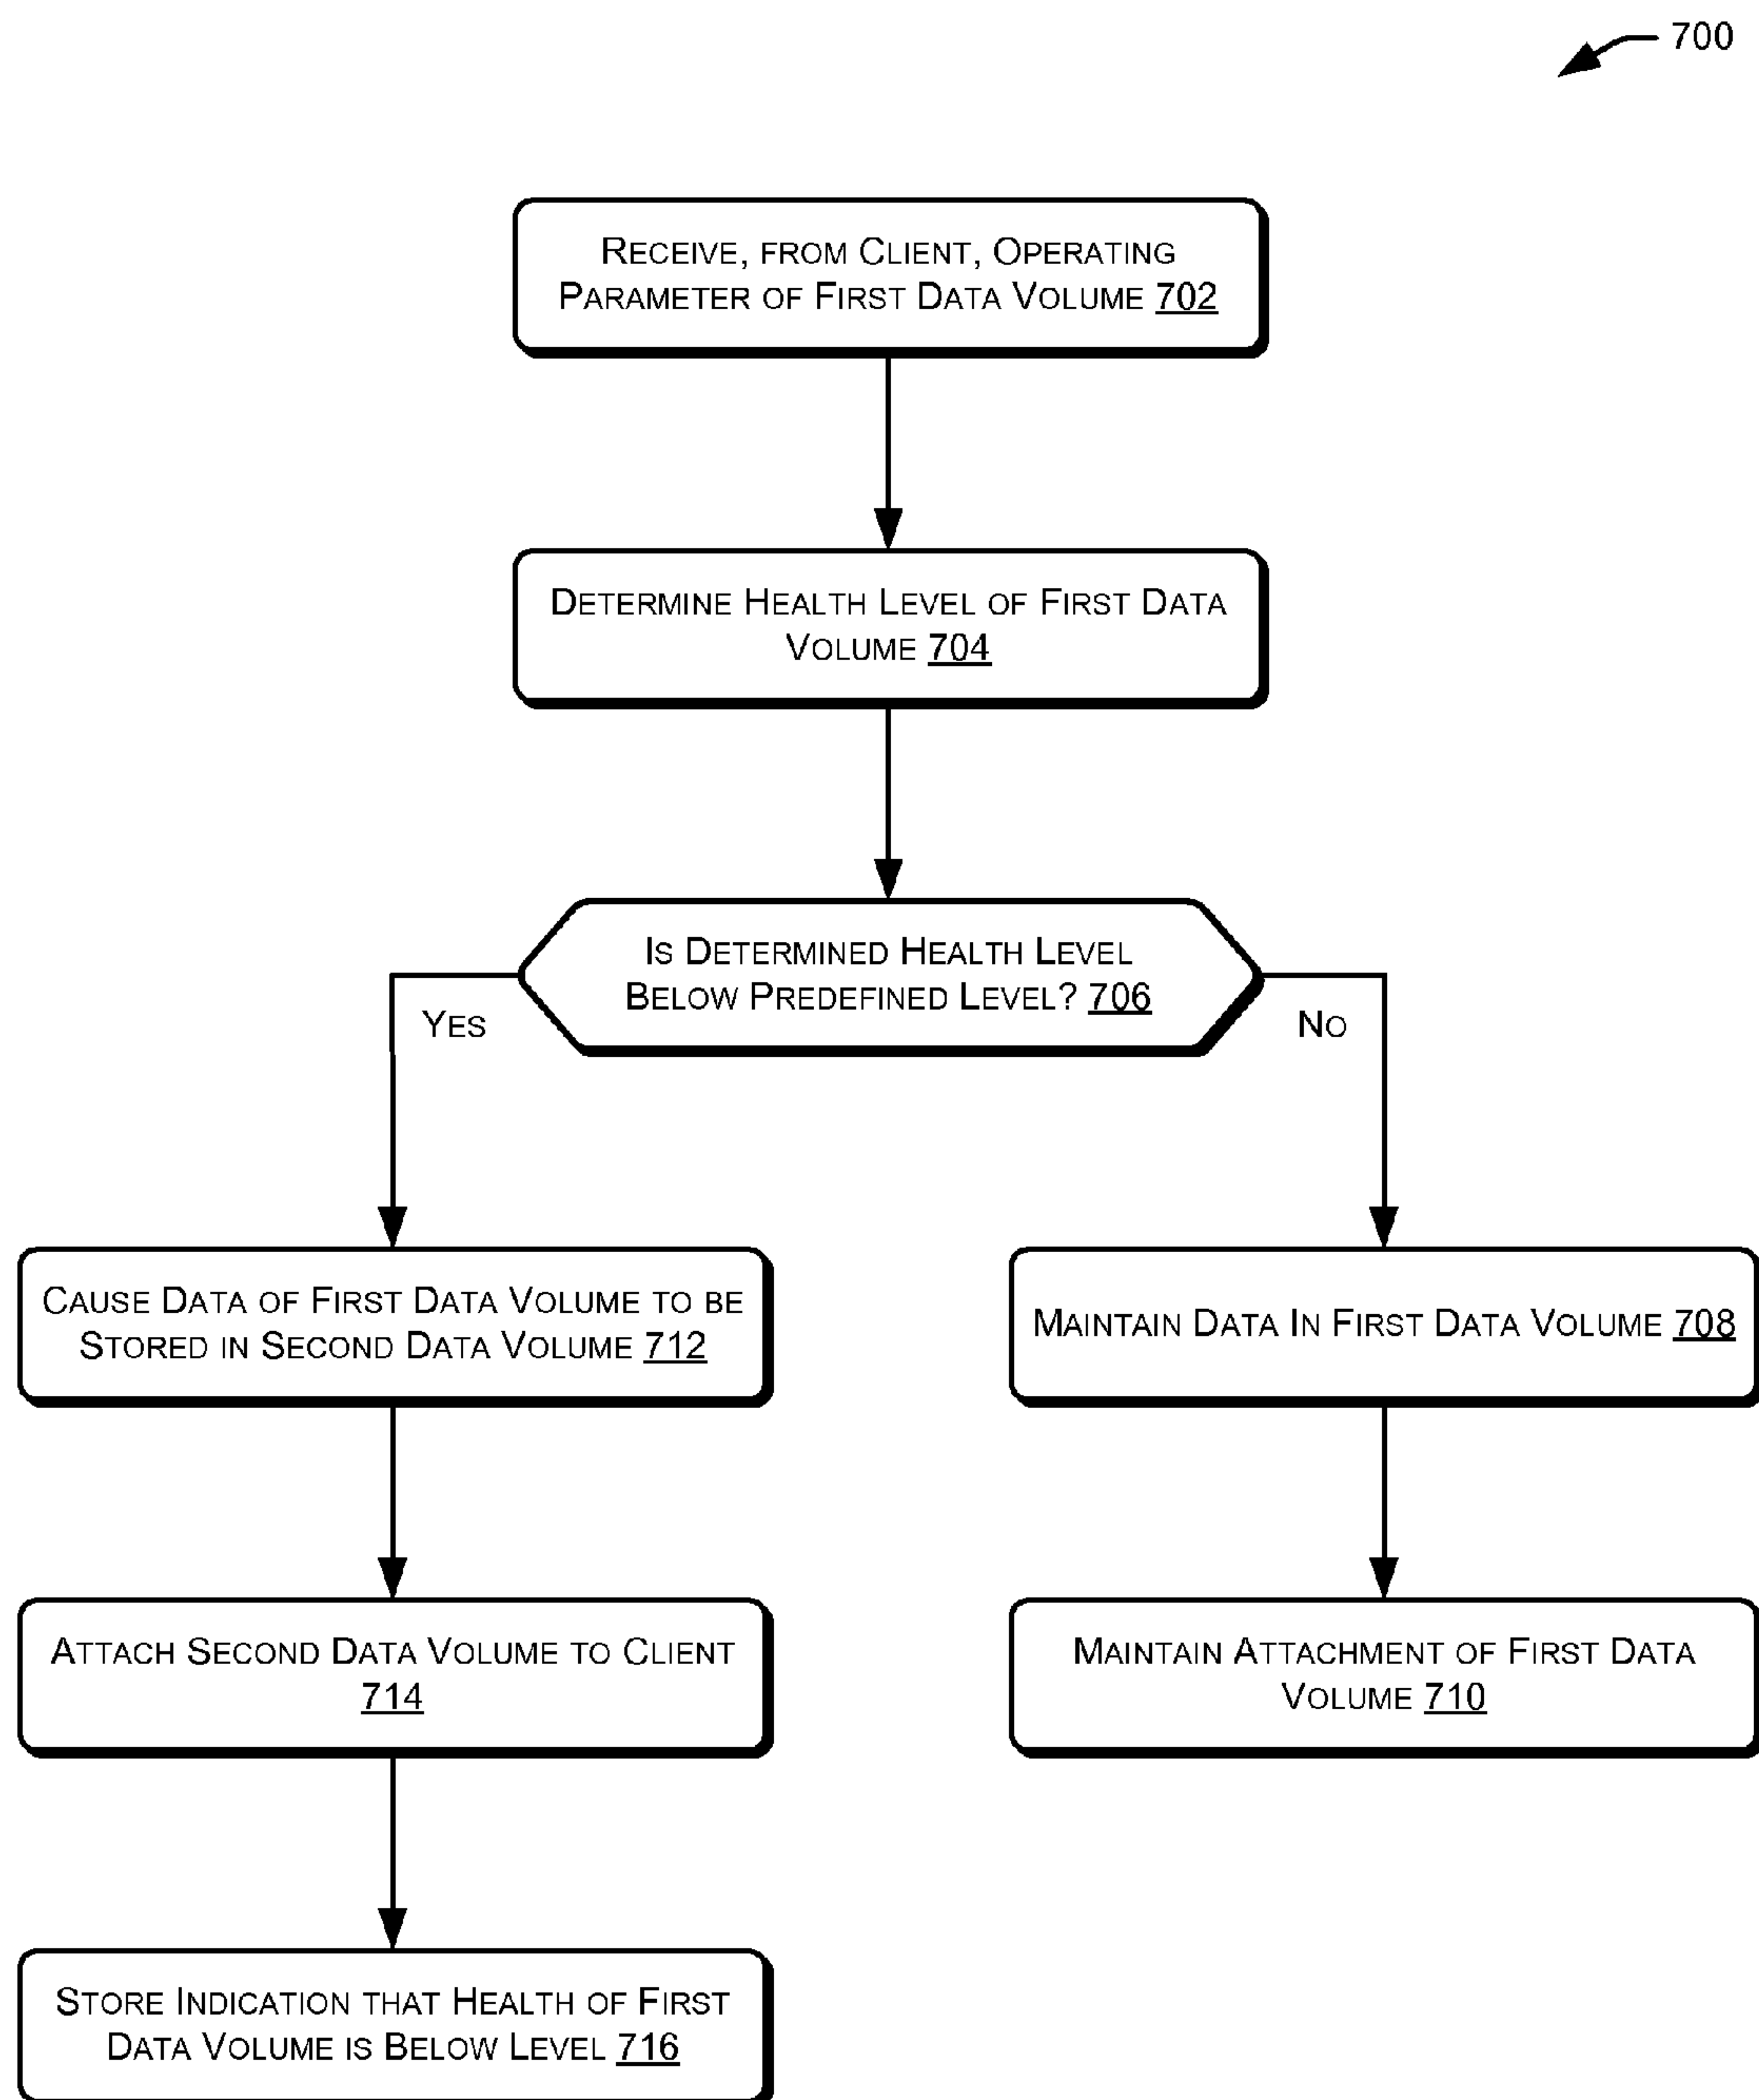 700
Receive, from Client, Operating
Parameter of First Data Volume 702
Determine Health Level of First Data
Volume 704
Is Determined Health Level
Below Predefined Level? 706
Yes
No
Cause Data of First Data Volume to be
Stored in Second Data Volume 712
Maintain Data In First Data Volume 708
Attach Second Data Volume to Client
714
Maintain Attachment of First Data
Volume 710
Store Indication that Health of First
Data Volume is Below Level 716